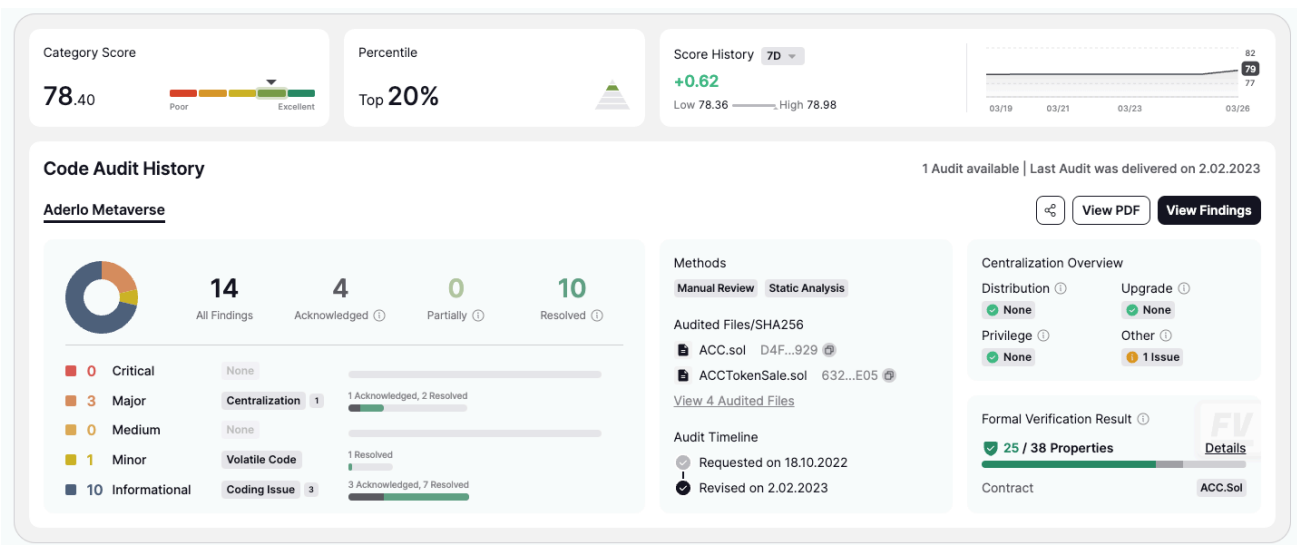 Category Score
78.40
Poor
Excellent
Percentile
Top 20%
Score History 7D
+0.62
Low 78.36 High 78.98
82
79
77
03/19 03/21 03/23 03/26
Code Audit History
1 Audit available | Last Audit was delivered on 2.02.2023
Aderlo Metaverse
View PDF
View Findings
14
All Findings
4
Acknowledged
0
Partially
10
Resolved
0 Critical None
3 Major Centralization 1 1 Acknowledged, 2 Resolved
0 Medium None
1 Minor Volatile Code 1 Resolved
10 Informational Coding Issue 3 3 Acknowledged, 7 Resolved
Methods
Manual Review Static Analysis
Audited Files/SHA256
ACC.sol D4F...929
ACCTokenSale.sol 632...E05
View 4 Audited Files
Audit Timeline
Requested on 18.10.2022
Revised on 2.02.2023
Centralization Overview
Distribution Upgrade
None None
Privilege Other
None 1 Issue
Formal Verification Result
FV
25 / 38 Properties Details
Contract ACC.Sol